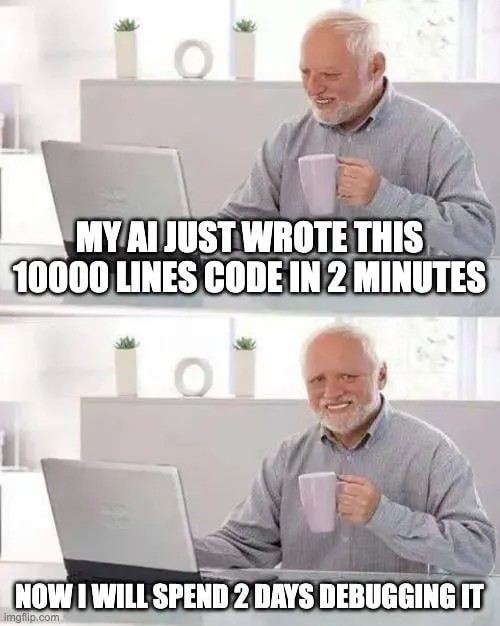 MY AI JUST WROTE THIS
10000 LINES CODE IN 2 MINUTES
NOW I WILL SPEND 2 DAYS DEBUGGING IT
imgflip.com